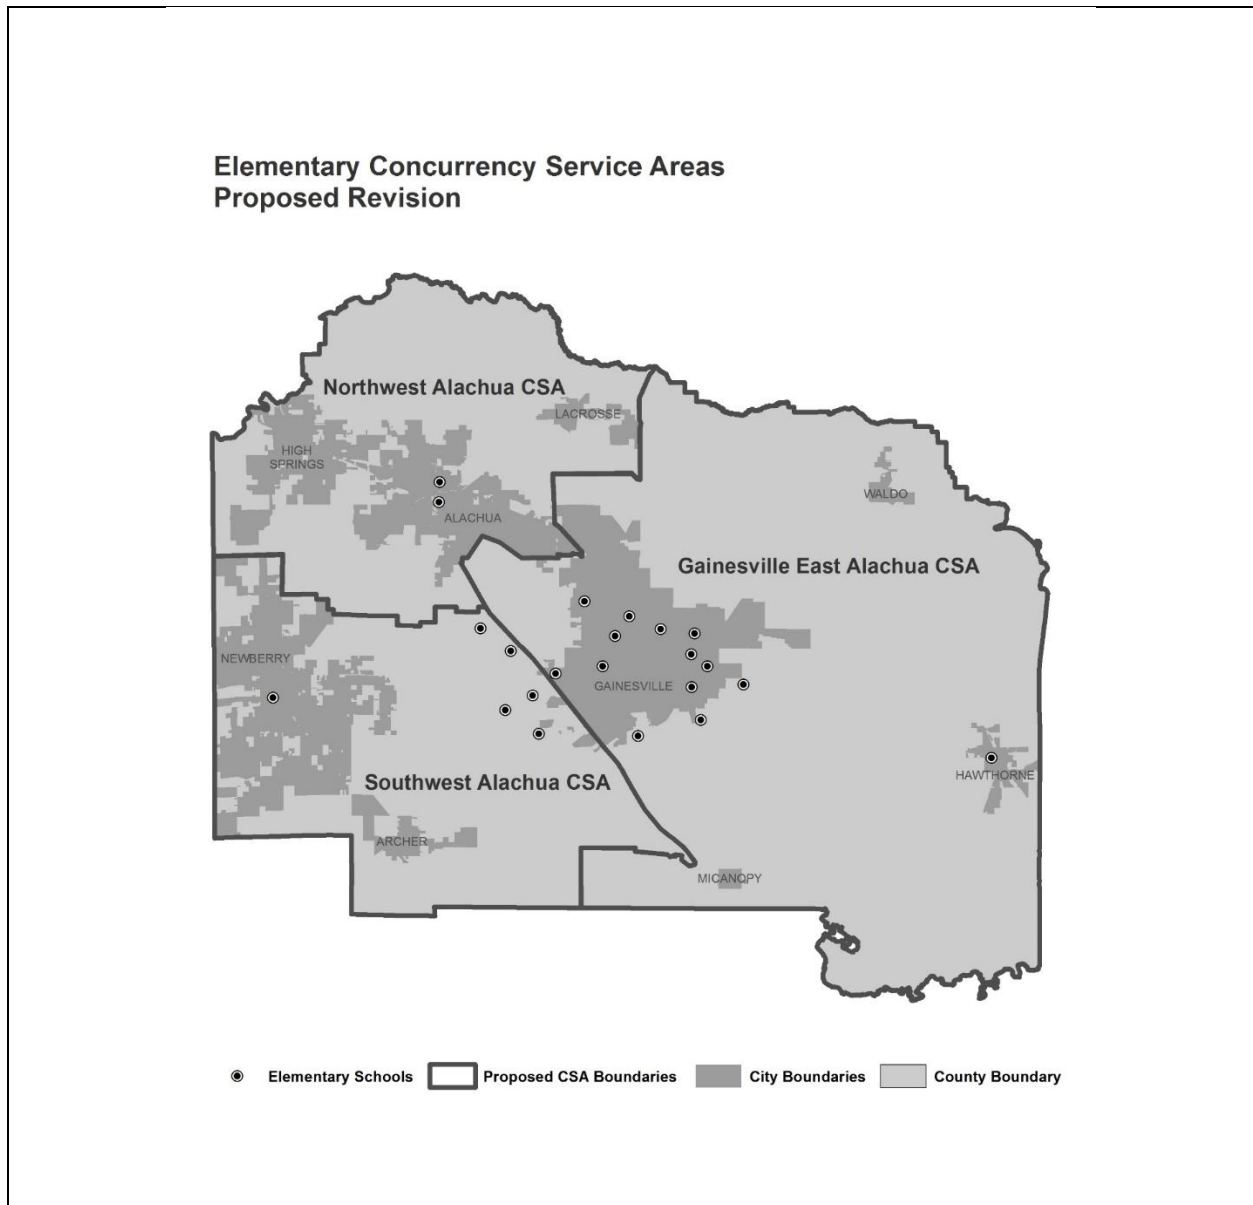 Elementary Concurrency Service Areas
Proposed Revision
Northwest Alachua CSA
LACROSSE
HIGH
SPRINGS
ALACHUA
WALDO
Gainesville East Alachua CSA
NEWBERRY
GAINESVILLE
HAWTHORNE
Southwest Alachua CSA
ARCHER
MICANOPY
Elementary Schools
Proposed CSA Boundaries
City Boundaries
County Boundary